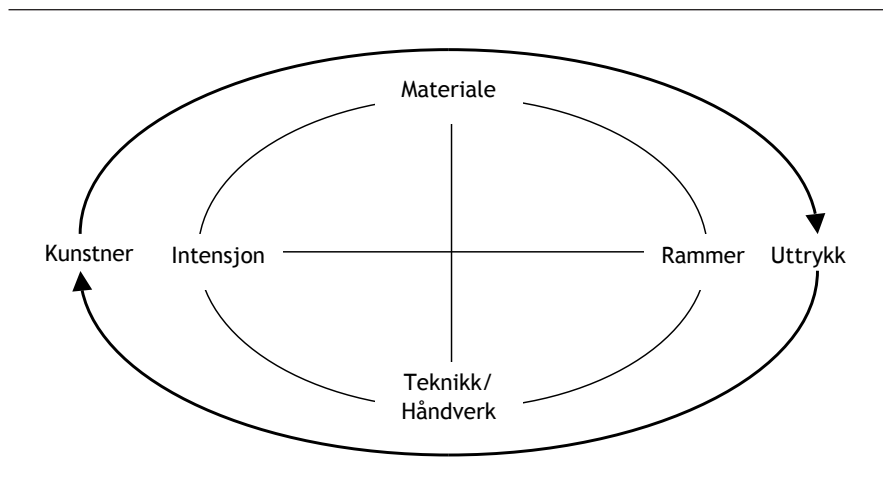 Materiale
Kunstner
Intensjon
Rammer
Uttrykk
Teknikk/
Håndverk